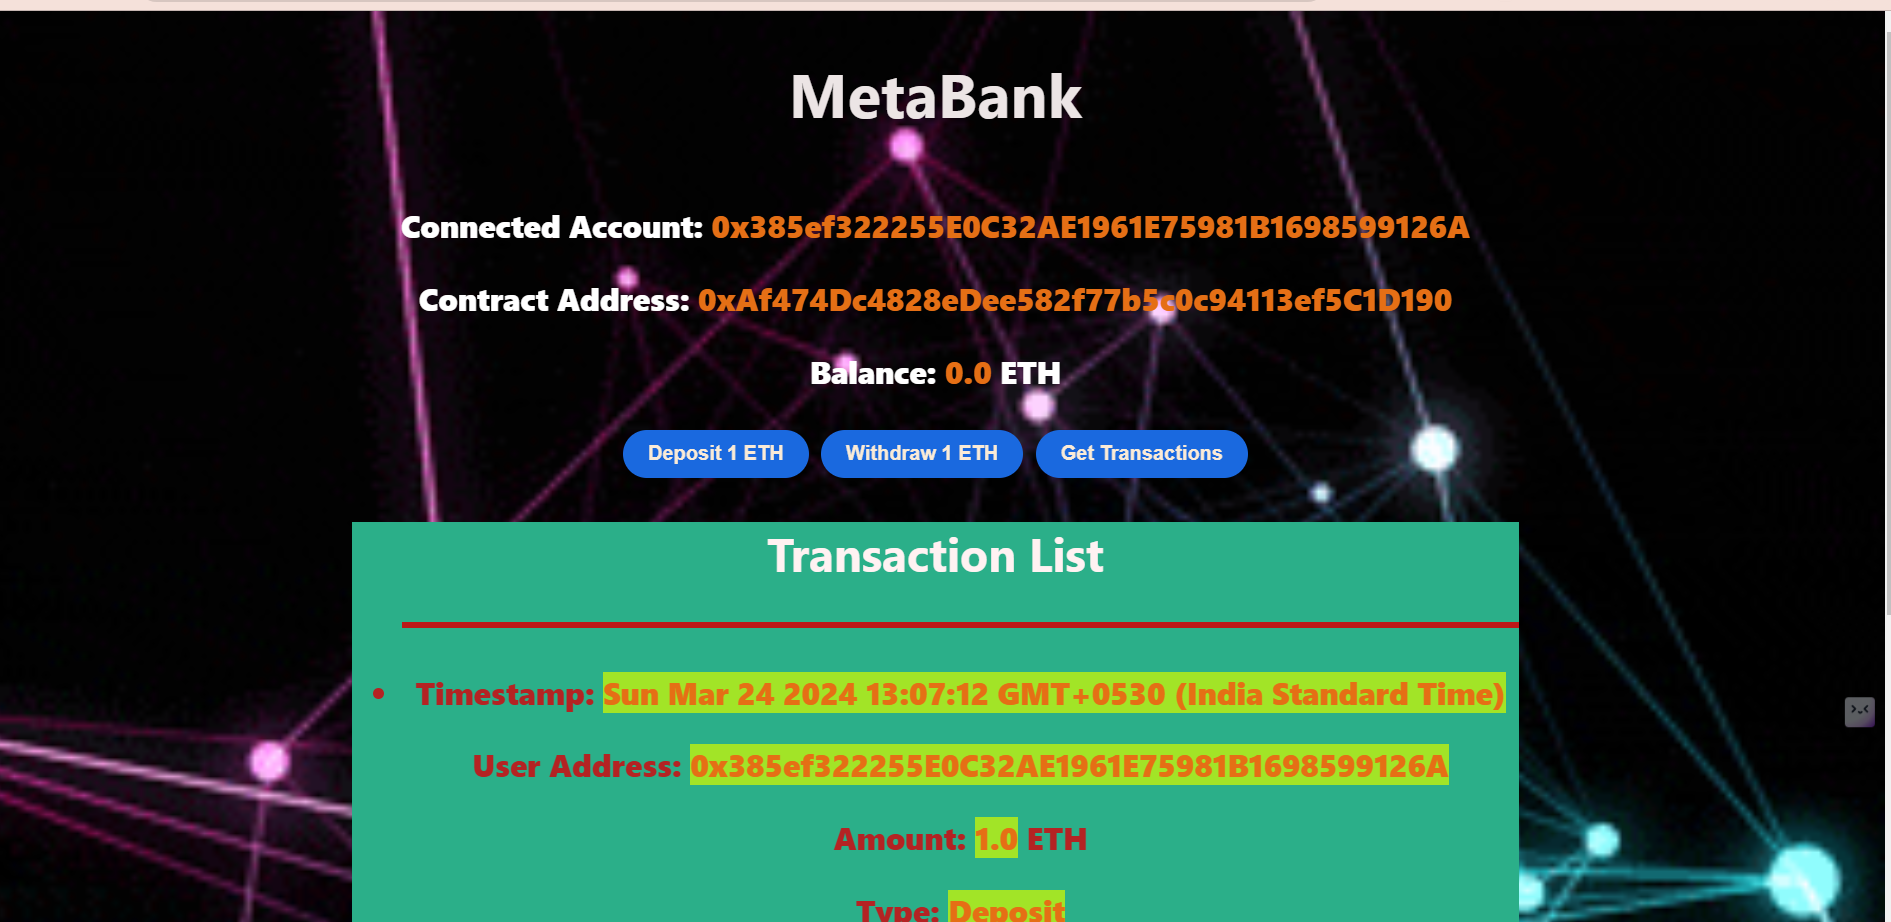 MetaBank
Connected Account: 0x385ef322255E0C32AE1961E75981B1698599126A
Contract Address: 0xAf474Dc4828eDee582f77b5c0c94113ef5C1D190
Balance: 0.0 ETH
Deposit 1 ETH
Withdraw 1 ETH
Get Transactions
Transaction List
• Timestamp: Sun Mar 24 2024 13:07:12 GMT+0530 (India Standard Time)
User Address: 0x385ef322255E0C32AE1961E75981B1698599126A
Amount: 1.0 ETH
Type: Deposit